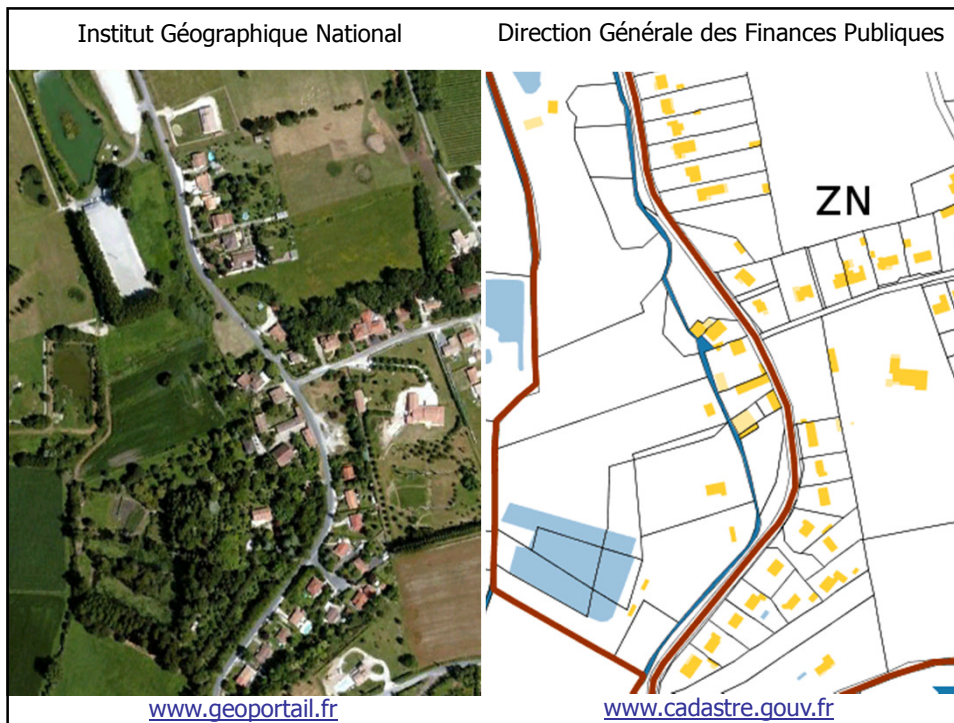 Institut Géographique National
Direction Générale des Finances Publiques
ZN
www.geoportail.fr
www.cadastre.gouv.fr